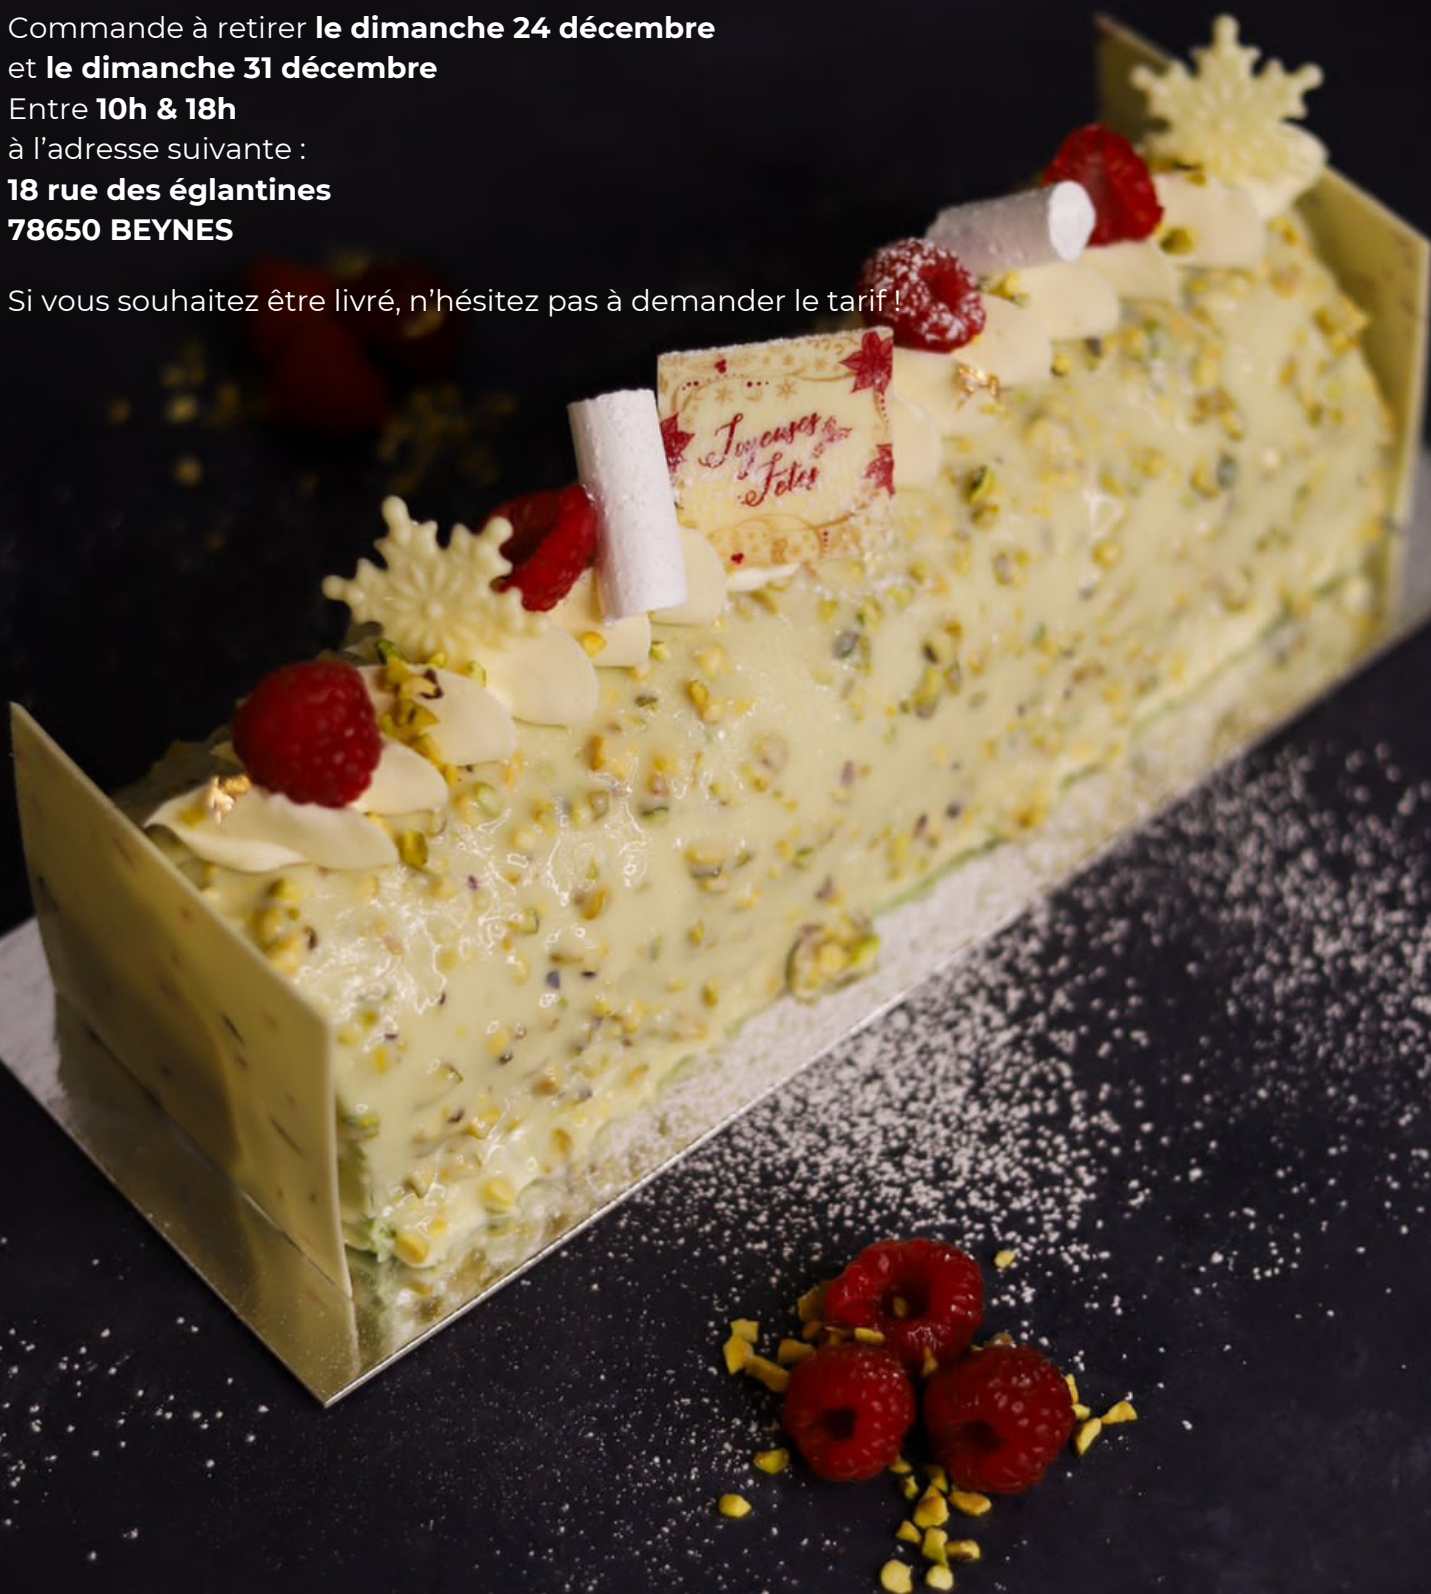 Commande à retirer le dimanche 24 décembre
et le dimanche 31 décembre
Entre 10h & 18h
à l’adresse suivante :
18 rue des églantines
78650 BEYNES
Si vous souhaitez être livré, n’hésitez pas à demander le tarif !
Joyeuses
Fêtes